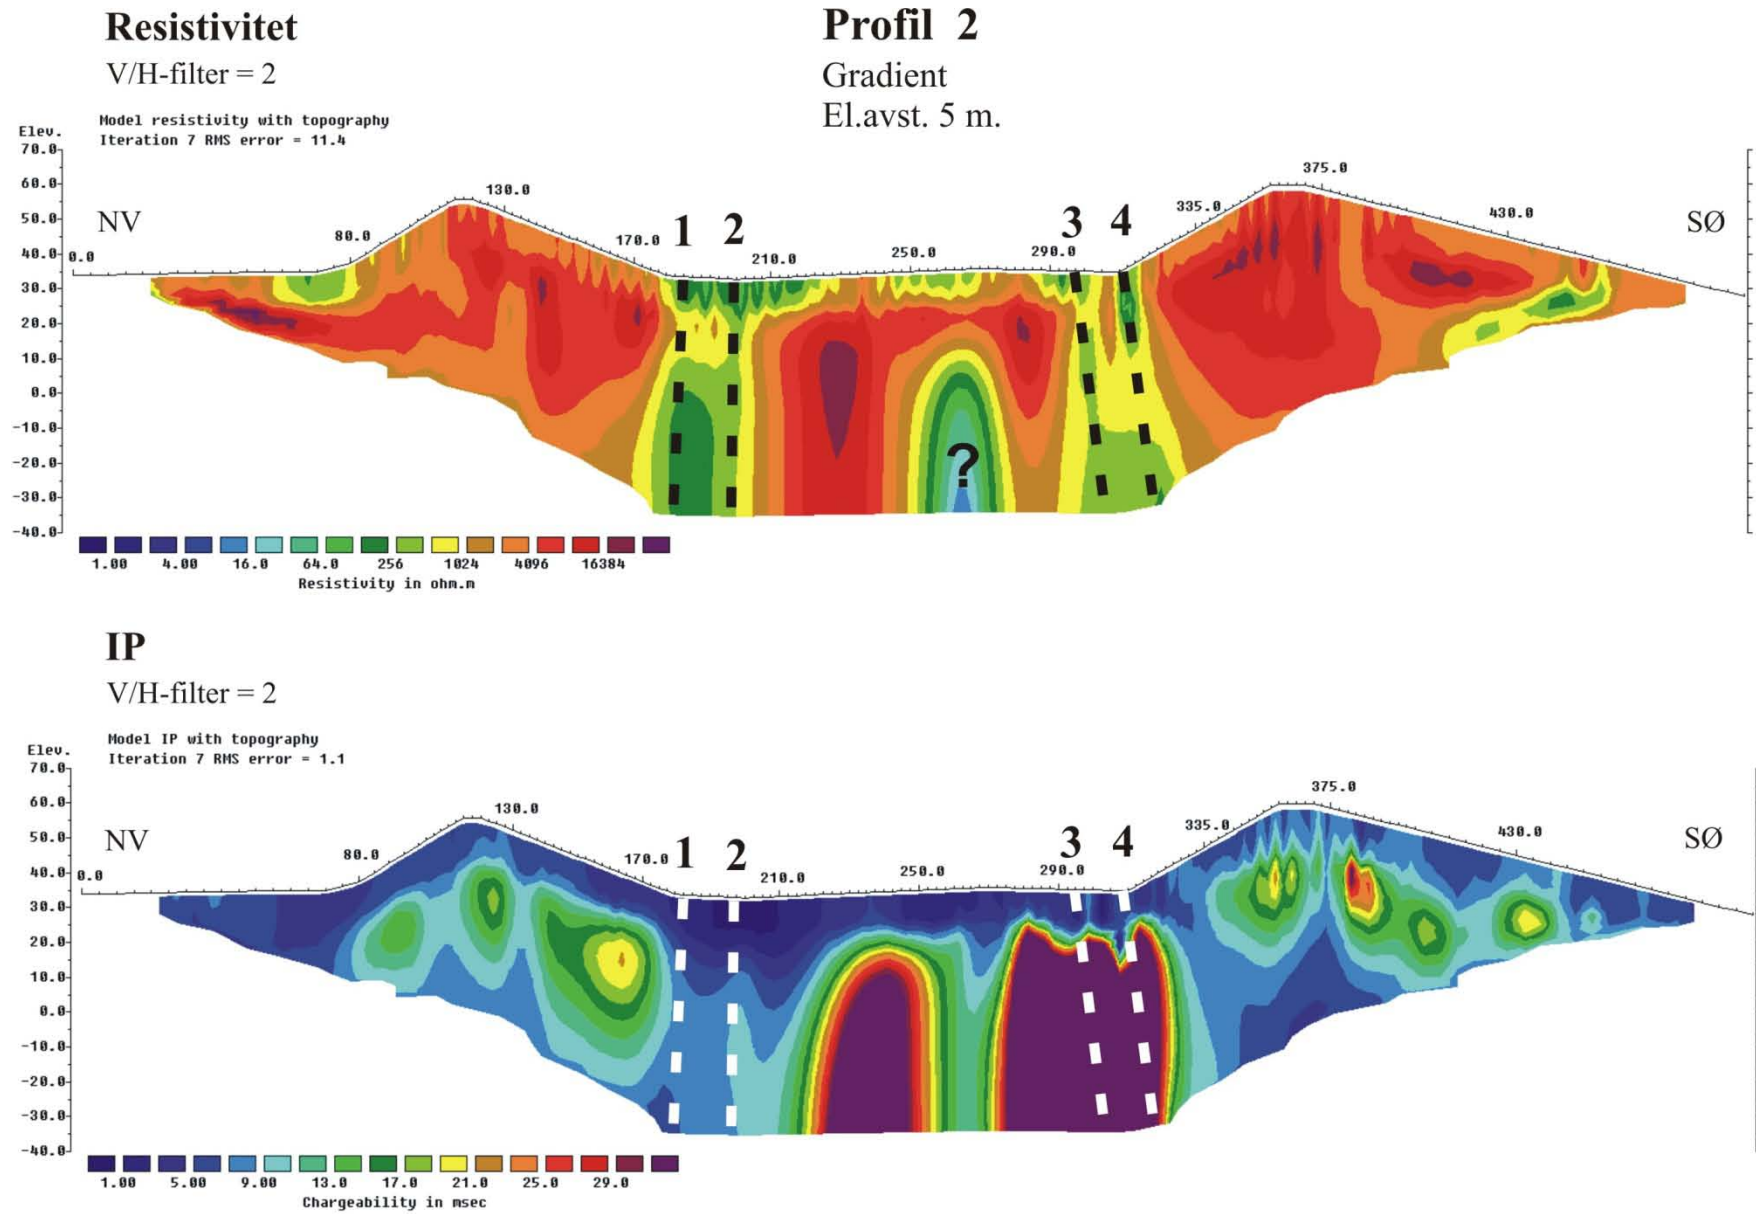 Resistivitet
V/H-filter = 2
Profil 2
Gradient
El.avst. 5 m.
Model resistivity with topography
Iteration 7 RMS error = 11.4
Elev.
70.0
60.0
50.0
40.0
30.0
20.0
10.0
0.0
-10.0
-20.0
-30.0
-40.0
NV
SØ
0.0
80.0
130.0
170.0
1
2
210.0
250.0
290.0
3
4
335.0
375.0
430.0
?
1.00 4.00 16.0 64.0 256 1024 4096 16384
Resistivity in ohm.m
IP
V/H-filter = 2
Model IP with topography
Iteration 7 RMS error = 1.1
Elev.
70.0
60.0
50.0
40.0
30.0
20.0
10.0
0.0
-10.0
-20.0
-30.0
-40.0
NV
SØ
0.0
80.0
130.0
170.0
1
2
210.0
250.0
290.0
3
4
335.0
375.0
430.0
1.00 5.00 9.00 13.0 17.0 21.0 25.0 29.0
Chargeability in msec